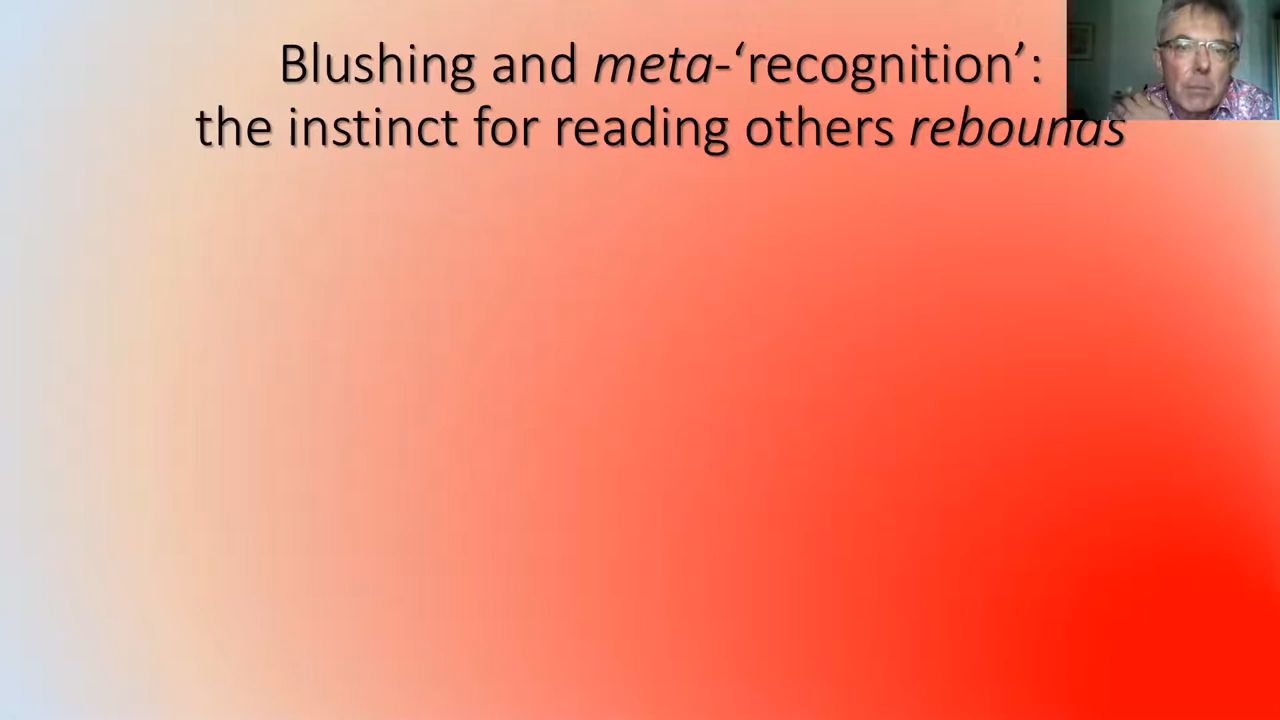 Blushing and meta-‘recognition’:
the instinct for reading others rebounds